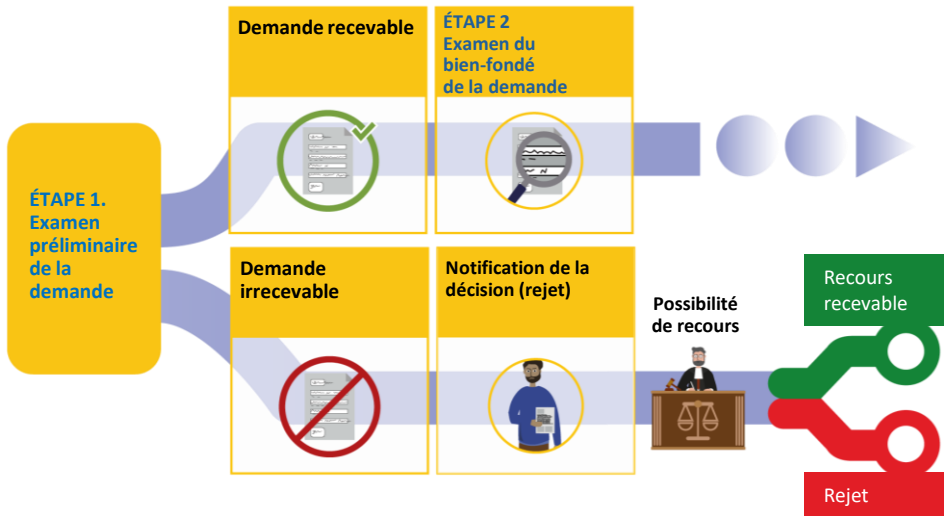 ÉTAPE 1.
Examen
préliminaire
de la
demande
Demande recevable
ÉTAPE 2
Examen du
bien-fondé
de la demande
Demande
irrecevable
Notification de la
décision (rejet)
Possibilité
de recours
Recours
recevable
Rejet